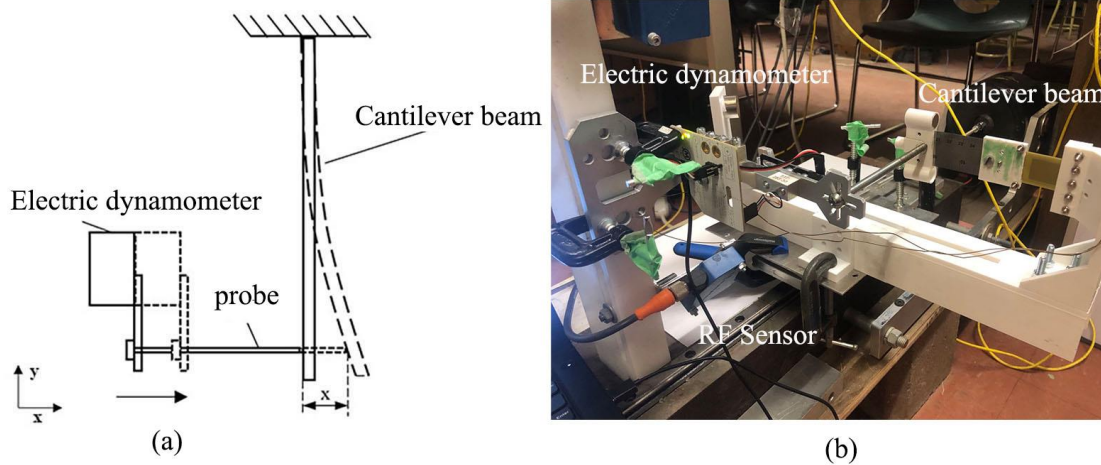 Cantilever beam
Electric dynamometer
probe
y
x
x
(a)
Electric dynamometer
Cantilever beam
RF Sensor
(b)